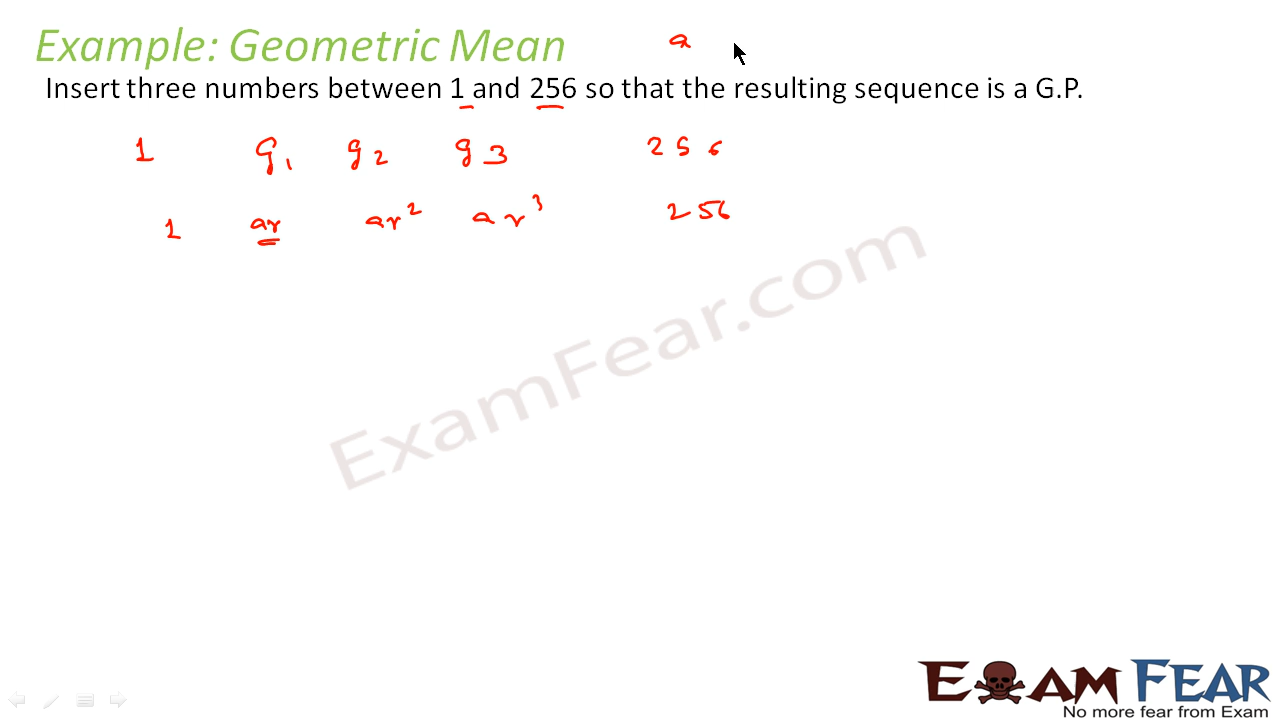 Example: Geometric Mean
a
Insert three numbers between 1 and 256 so that the resulting sequence is a G.P.
1 G1 g2 g3 256
1 ar ar² ar³ 256
ExamFear.com
EXAM FEAR
No more fear from Exam